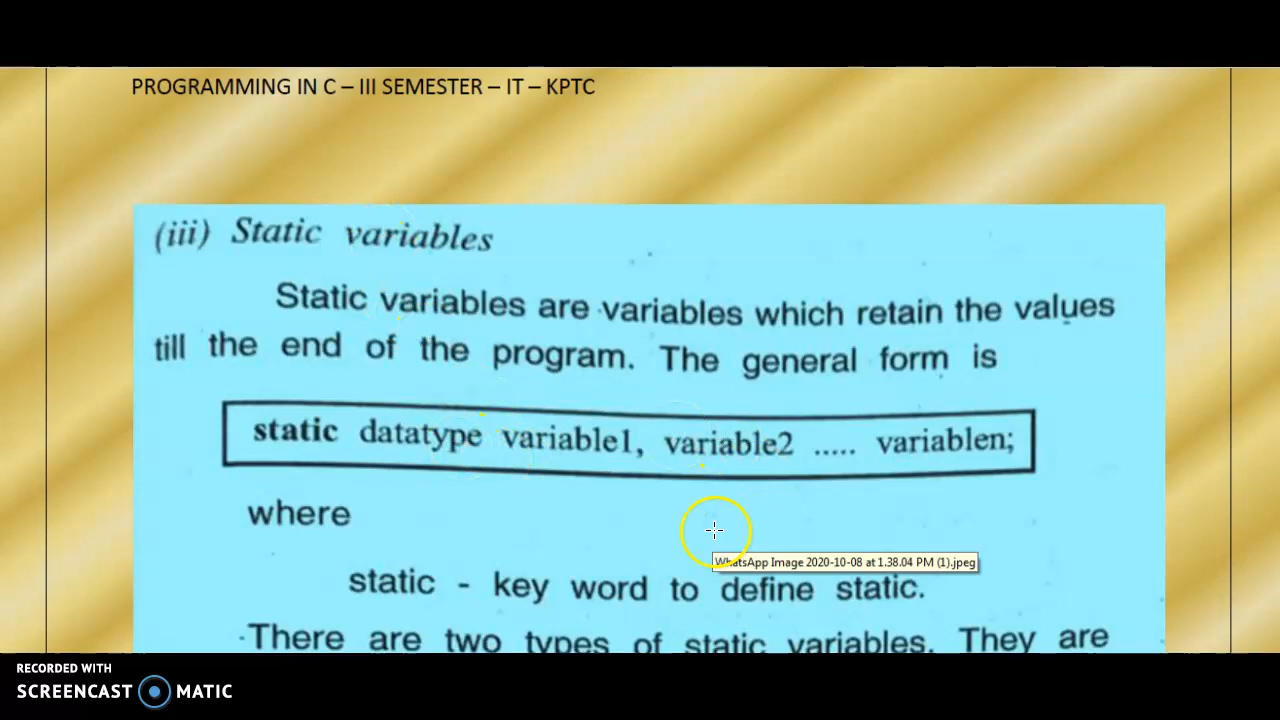 PROGRAMMING IN C – III SEMESTER – IT – KPTC
(iii) Static variables
Static variables are variables which retain the values
till the end of the program. The general form is
static datatype variable1, variable2 ..... variablen;
where
WhatsApp Image 2020-10-08 at 1.38.04 PM (1).jpeg
static - key word to define static.
There are two types of static variables. They are
RECORDED WITH
SCREENCAST MATIC